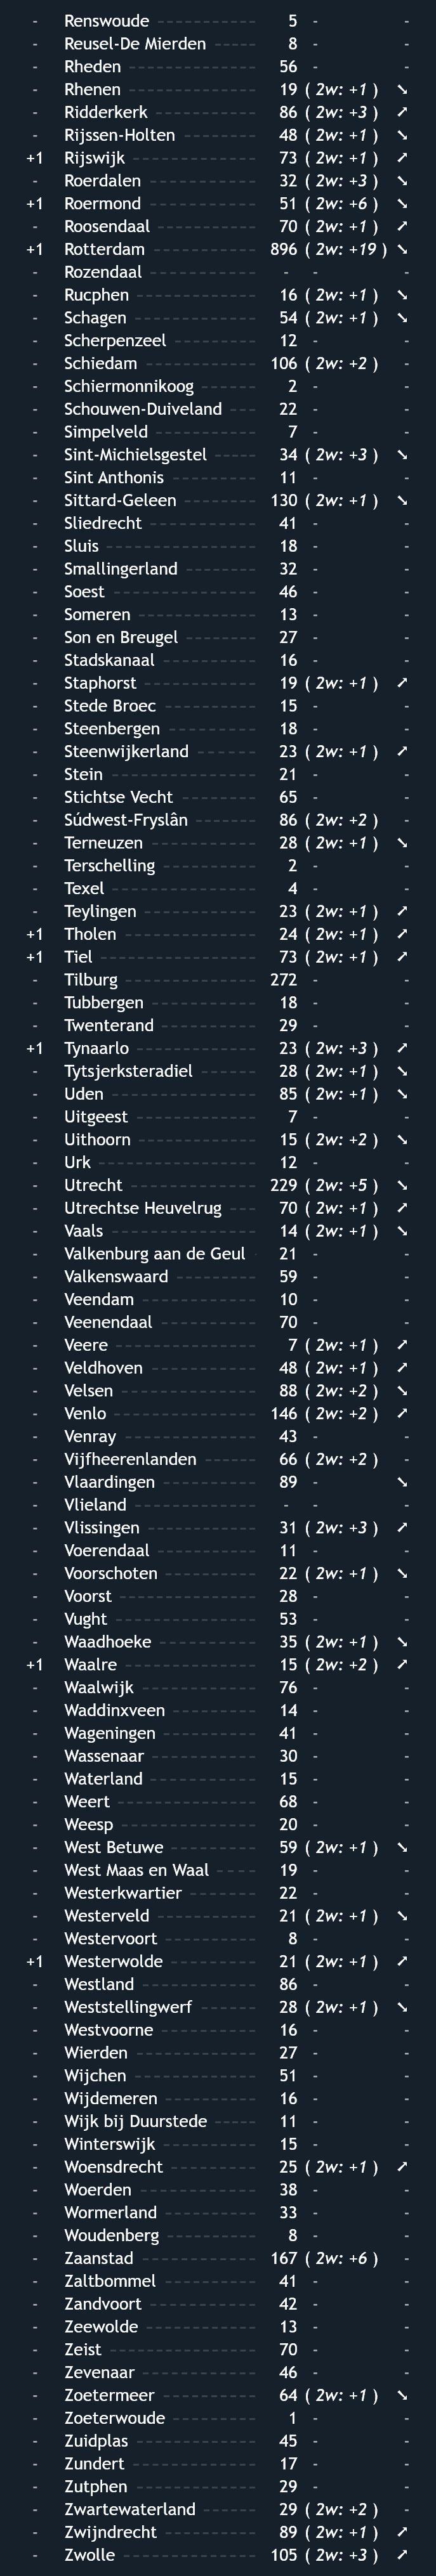 - Renswoude 5 - -
- Reusel-De Mierden 8 - -
- Rheden 56 - -
- Rhenen 19 ( 2w: +1 ) ↘
- Ridderkerk 86 ( 2w: +3 ) ↗
- Rijssen-Holten 48 ( 2w: +1 ) ↘
+1 Rijswijk 73 ( 2w: +1 ) ↗
- Roerdalen 32 ( 2w: +3 ) ↘
+1 Roermond 51 ( 2w: +6 ) ↘
- Roosendaal 70 ( 2w: +1 ) ↗
+1 Rotterdam 896 ( 2w: +19 ) ↘
- Rozendaal - - -
- Rucphen 16 ( 2w: +1 ) ↘
- Schagen 54 ( 2w: +1 ) ↘
- Scherpenzeel 12 - -
- Schiedam 106 ( 2w: +2 ) -
- Schiermonnikoog 2 - -
- Schouwen-Duiveland 22 - -
- Simpelveld 7 - -
- Sint-Michielsgestel 34 ( 2w: +3 ) ↘
- Sint Anthonis 11 - -
- Sittard-Geleen 130 ( 2w: +1 ) ↘
- Sliedrecht 41 - -
- Sluis 18 - -
- Smallingerland 32 - -
- Soest 46 - -
- Someren 13 - -
- Son en Breugel 27 - -
- Stadskanaal 16 - -
- Staphorst 19 ( 2w: +1 ) ↗
- Stede Broec 15 - -
- Steenbergen 18 - -
- Steenwijkerland 23 ( 2w: +1 ) ↗
- Stein 21 - -
- Stichtse Vecht 65 - -
- Súdwest-Fryslân 86 ( 2w: +2 ) -
- Terneuzen 28 ( 2w: +1 ) ↘
- Terschelling 2 - -
- Texel 4 - -
- Teylingen 23 ( 2w: +1 ) ↗
+1 Tholen 24 ( 2w: +1 ) ↗
+1 Tiel 73 ( 2w: +1 ) ↗
- Tilburg 272 - -
- Tubbergen 18 - -
- Twenterand 29 - -
+1 Tynaarlo 23 ( 2w: +3 ) ↗
- Tytsjerksteradiel 28 ( 2w: +1 ) ↘
- Uden 85 ( 2w: +1 ) ↘
- Uitgeest 7 - -
- Uithoorn 15 ( 2w: +2 ) ↘
- Urk 12 - -
- Utrecht 229 ( 2w: +5 ) ↘
- Utrechtse Heuvelrug 70 ( 2w: +1 ) ↗
- Vaals 14 ( 2w: +1 ) ↘
- Valkenburg aan de Geul 21 - -
- Valkenswaard 59 - -
- Veendam 10 - -
- Veenendaal 70 - -
- Veere 7 ( 2w: +1 ) ↗
- Veldhoven 48 ( 2w: +1 ) ↗
- Velsen 88 ( 2w: +2 ) ↘
- Venlo 146 ( 2w: +2 ) ↗
- Venray 43 - -
- Vijfheerenlanden 66 ( 2w: +2 ) -
- Vlaardingen 89 - ↘
- Vlieland - - -
- Vlissingen 31 ( 2w: +3 ) ↗
- Voerendaal 11 - -
- Voorschoten 22 ( 2w: +1 ) ↘
- Voorst 28 - -
- Vught 53 - -
- Waadhoeke 35 ( 2w: +1 ) ↘
+1 Waalre 15 ( 2w: +2 ) ↗
- Waalwijk 76 - -
- Waddinxveen 14 - -
- Wageningen 41 - -
- Wassenaar 30 - -
- Waterland 15 - -
- Weert 68 - -
- Weesp 20 - -
- West Betuwe 59 ( 2w: +1 ) ↘
- West Maas en Waal 19 - -
- Westerkwartier 22 - -
- Westerveld 21 ( 2w: +1 ) ↘
- Westervoort 8 - -
+1 Westerwolde 21 ( 2w: +1 ) ↗
- Westland 86 - -
- Weststellingwerf 28 ( 2w: +1 ) ↘
- Westvoorne 16 - -
- Wierden 27 - -
- Wijchen 51 - -
- Wijdemeren 16 - -
- Wijk bij Duurstede 11 - -
- Winterswijk 15 - -
- Woensdrecht 25 ( 2w: +1 ) ↗
- Woerden 38 - -
- Wormerland 33 - -
- Woudenberg 8 - -
- Zaanstad 167 ( 2w: +6 ) -
- Zaltbommel 41 - -
- Zandvoort 42 - -
- Zeewolde 13 - -
- Zeist 70 - -
- Zevenaar 46 - -
- Zoetermeer 64 ( 2w: +1 ) ↘
- Zoeterwoude 1 - -
- Zuidplas 45 - -
- Zundert 17 - -
- Zutphen 29 - -
- Zwartewaterland 29 ( 2w: +2 ) -
- Zwijndrecht 89 ( 2w: +1 ) ↗
- Zwolle 105 ( 2w: +3 ) ↗